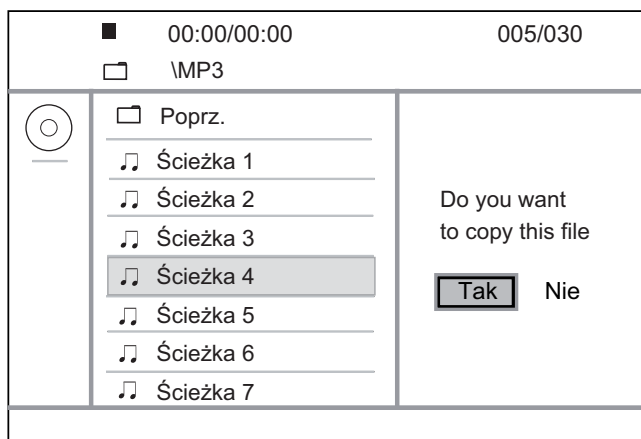 00:00/00:00 005/030
\MP3
Poprz.
Ścieżka 1
Ścieżka 2
Ścieżka 3
Ścieżka 4
Ścieżka 5
Ścieżka 6
Ścieżka 7
Do you want
to copy this file
Tak Nie